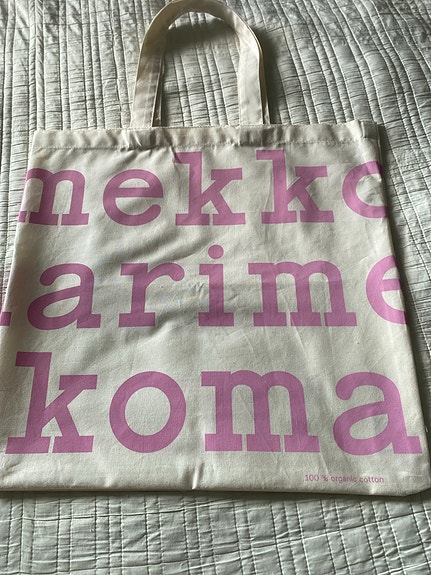 mekko
arime
koma
100 % organic cotton